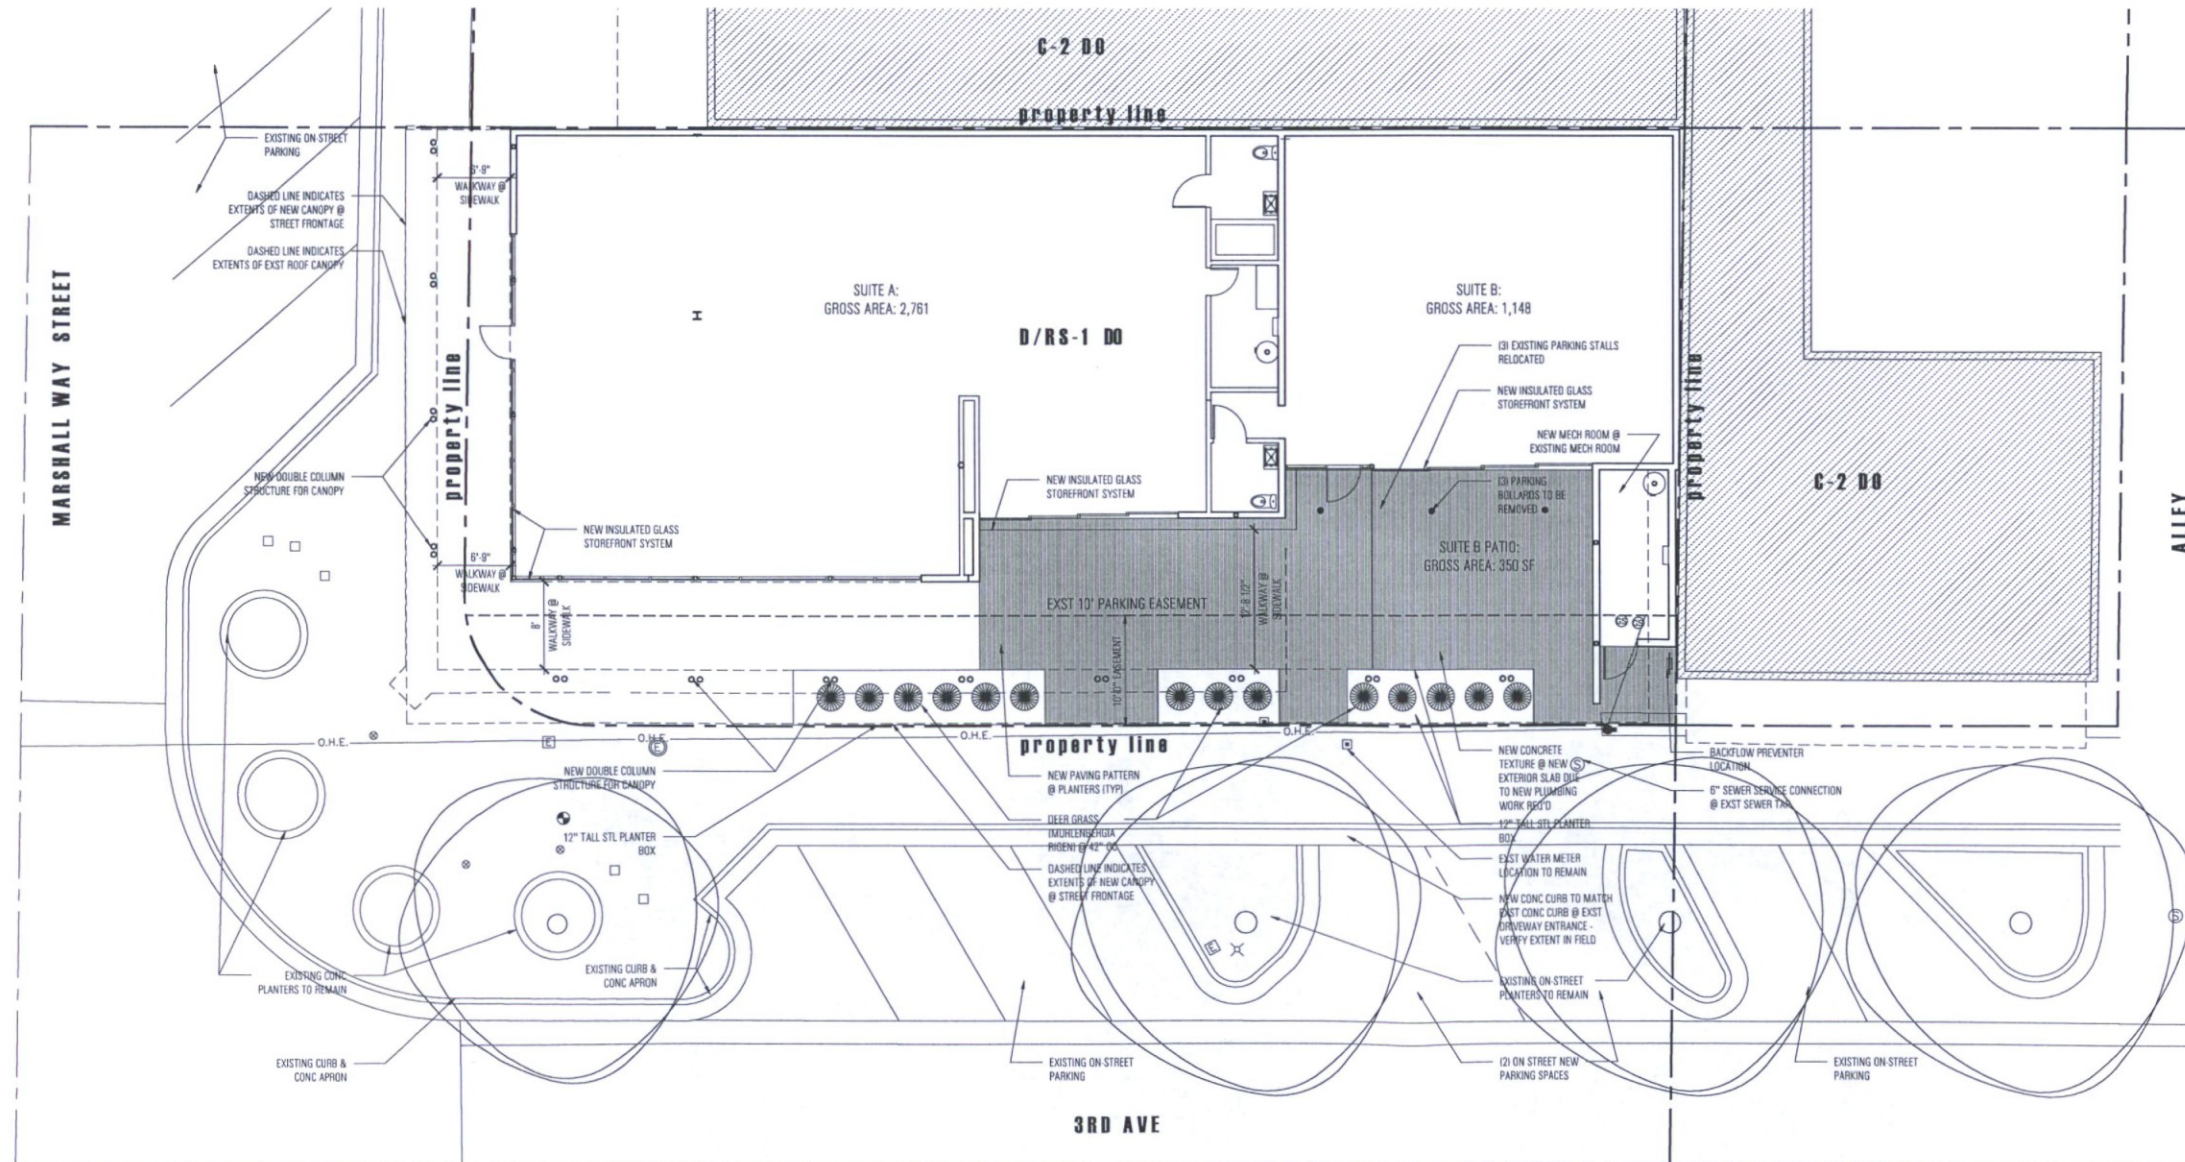 C-2 DO
property line
EXISTING ON-STREET
PARKING
6'-9"
WALKWAY @
SIDEWALK
DASHED LINE INDICATES
EXTENTS OF NEW CANOPY @
STREET FRONTAGE
DASHED LINE INDICATES
EXTENTS OF EXST ROOF CANOPY
MARSHALL WAY STREET
property line
SUITE A:
GROSS AREA: 2,761
D/RS-1 DO
SUITE B:
GROSS AREA: 1,148
(3) EXISTING PARKING STALLS
RELOCATED
NEW INSULATED GLASS
STOREFRONT SYSTEM
NEW MECH ROOM @
EXISTING MECH ROOM
property line
C-2 DO
ALLEY
NEW DOUBLE COLUMN
STRUCTURE FOR CANOPY
NEW INSULATED GLASS
STOREFRONT SYSTEM
NEW INSULATED GLASS
STOREFRONT SYSTEM
(3) PARKING
BOLLARDS TO BE
REMOVED
SUITE B PATIO:
GROSS AREA: 350 SF
6'-9"
WALKWAY @
SIDEWALK
8'
WALKWAY @
SIDEWALK
EXST 10' PARKING EASEMENT
12'-8 1/2"
WALKWAY @
SIDEWALK
10'-0" EASEMENT
O.H.E.
O.H.E.
O.H.E.
O.H.E.
E
E
property line
NEW DOUBLE COLUMN
STRUCTURE FOR CANOPY
12" TALL STL PLANTER
BOX
NEW PAVING PATTERN
@ PLANTERS (TYP)
DEER GRASS
(MUHLENBERGIA
RIGENI @ 42" OC
DASHED LINE INDICATES
EXTENTS OF NEW CANOPY
@ STREET FRONTAGE
NEW CONCRETE
TEXTURE @ NEW
EXTERIOR SLAB DUE
TO NEW PLUMBING
WORK REQ'D
S
12" TALL STL PLANTER
BOX
EXST WATER METER
LOCATION TO REMAIN
NEW CONC CURB TO MATCH
EXST CONC CURB @ EXST
DRIVEWAY ENTRANCE -
VERIFY EXTENT IN FIELD
BACKFLOW PREVENTER
LOCATION
6" SEWER SERVICE CONNECTION
@ EXST SEWER TAP
EXISTING CONC
PLANTERS TO REMAIN
EXISTING CURB &
CONC APRON
E
S
EXISTING ON-STREET
PLANTERS TO REMAIN
EXISTING CURB &
CONC APRON
EXISTING ON-STREET
PARKING
(2) ON STREET NEW
PARKING SPACES
EXISTING ON-STREET
PARKING
3RD AVE